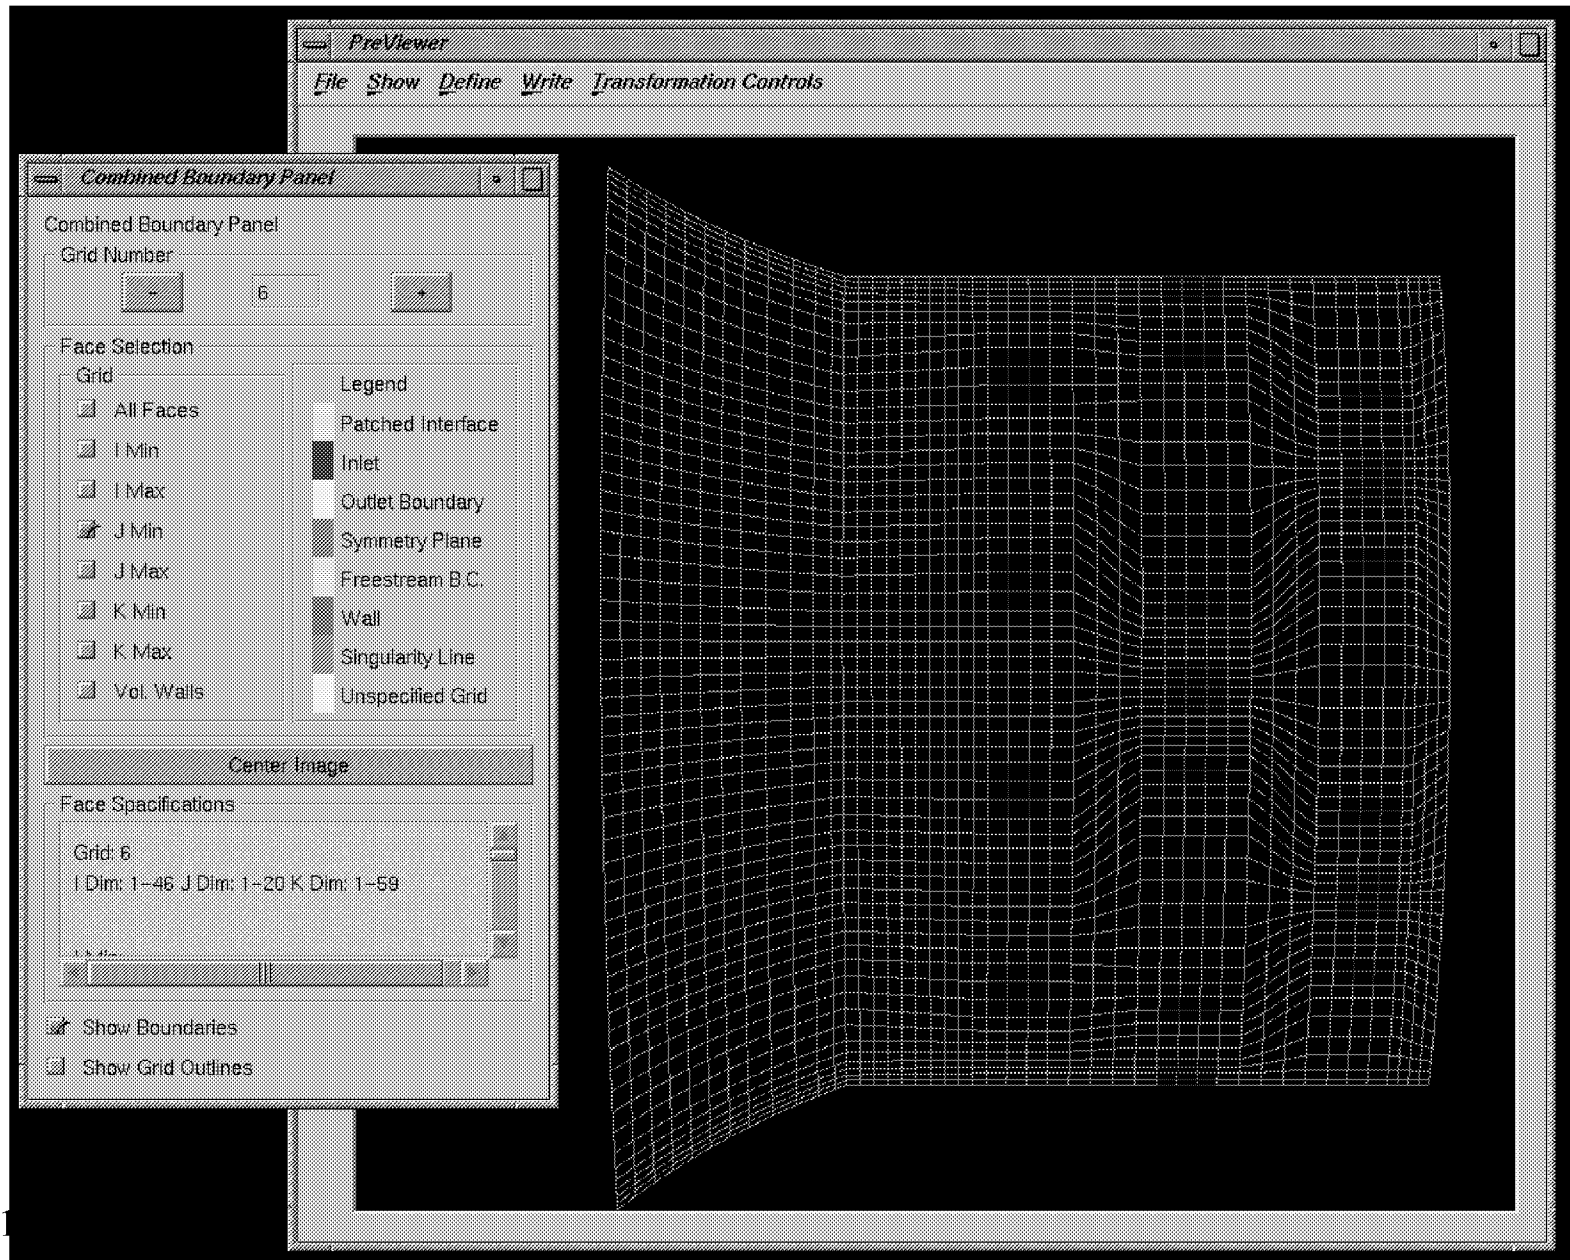 PreViewer
File Show Define Write Transformation Controls
Combined Boundary Panel
Combined Boundary Panel
Grid Number
- 6 +
Face Selection
Grid
All Faces
I Min
I Max
J Min
J Max
K Min
K Max
Vol. Walls
Legend
Patched Interface
Inlet
Outlet Boundary
Symmetry Plane
Freestream B.C.
Wall
Singularity Line
Unspecified Grid
Center Image
Face Spacifications
Grid: 6
I Dim: 1-46 J Dim: 1-20 K Dim: 1-59
Show Boundaries
Show Grid Outlines